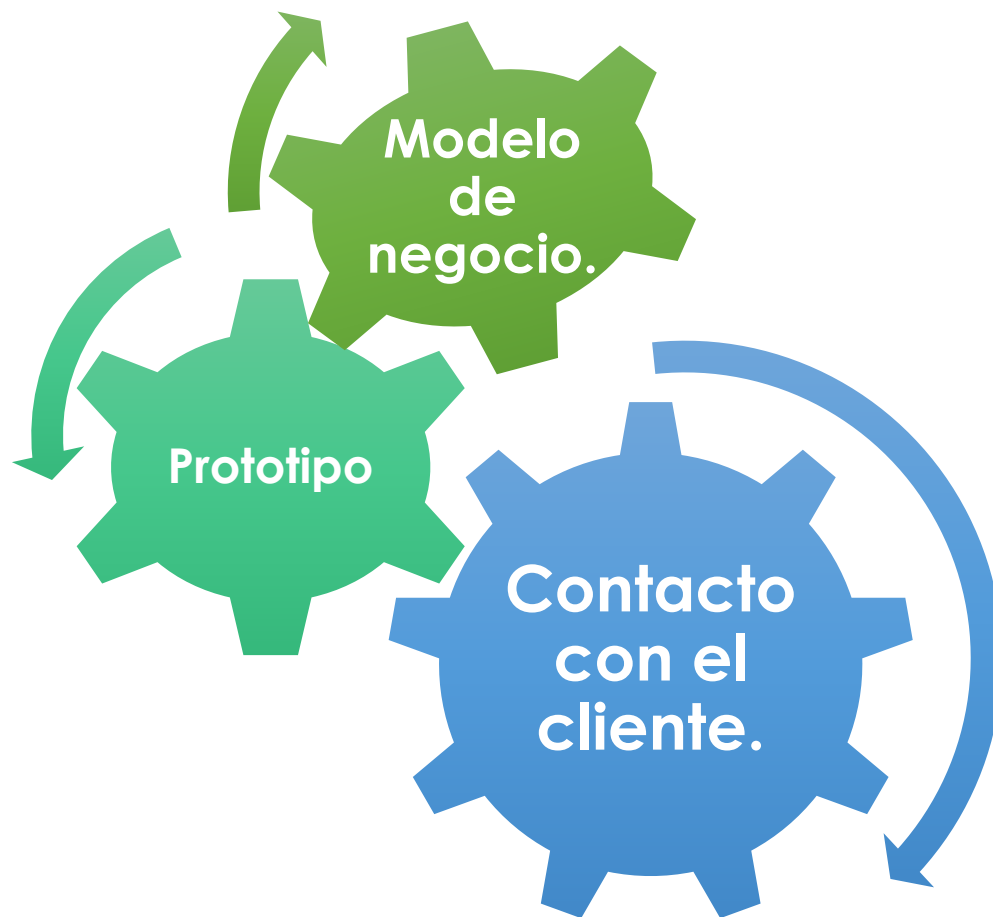 Modelo
de
negocio.
Prototipo
Contacto
con el
cliente.